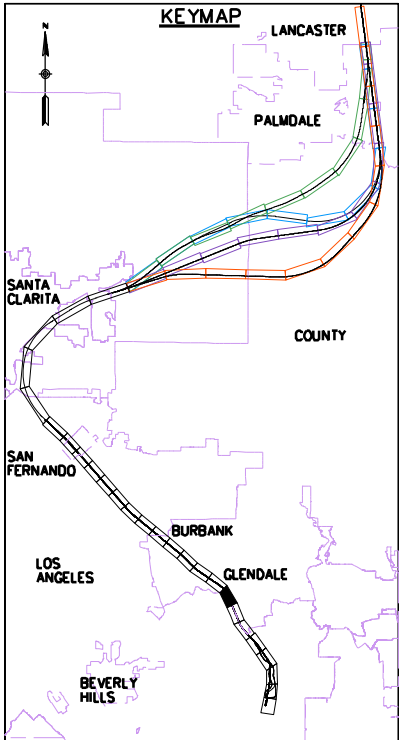 KEYMAP
N
LANCASTER
PALMDALE
SANTA
CLARITA
COUNTY
SAN
FERNANDO
BURBANK
LOS
ANGELES
GLENDALE
BEVERLY
HILLS